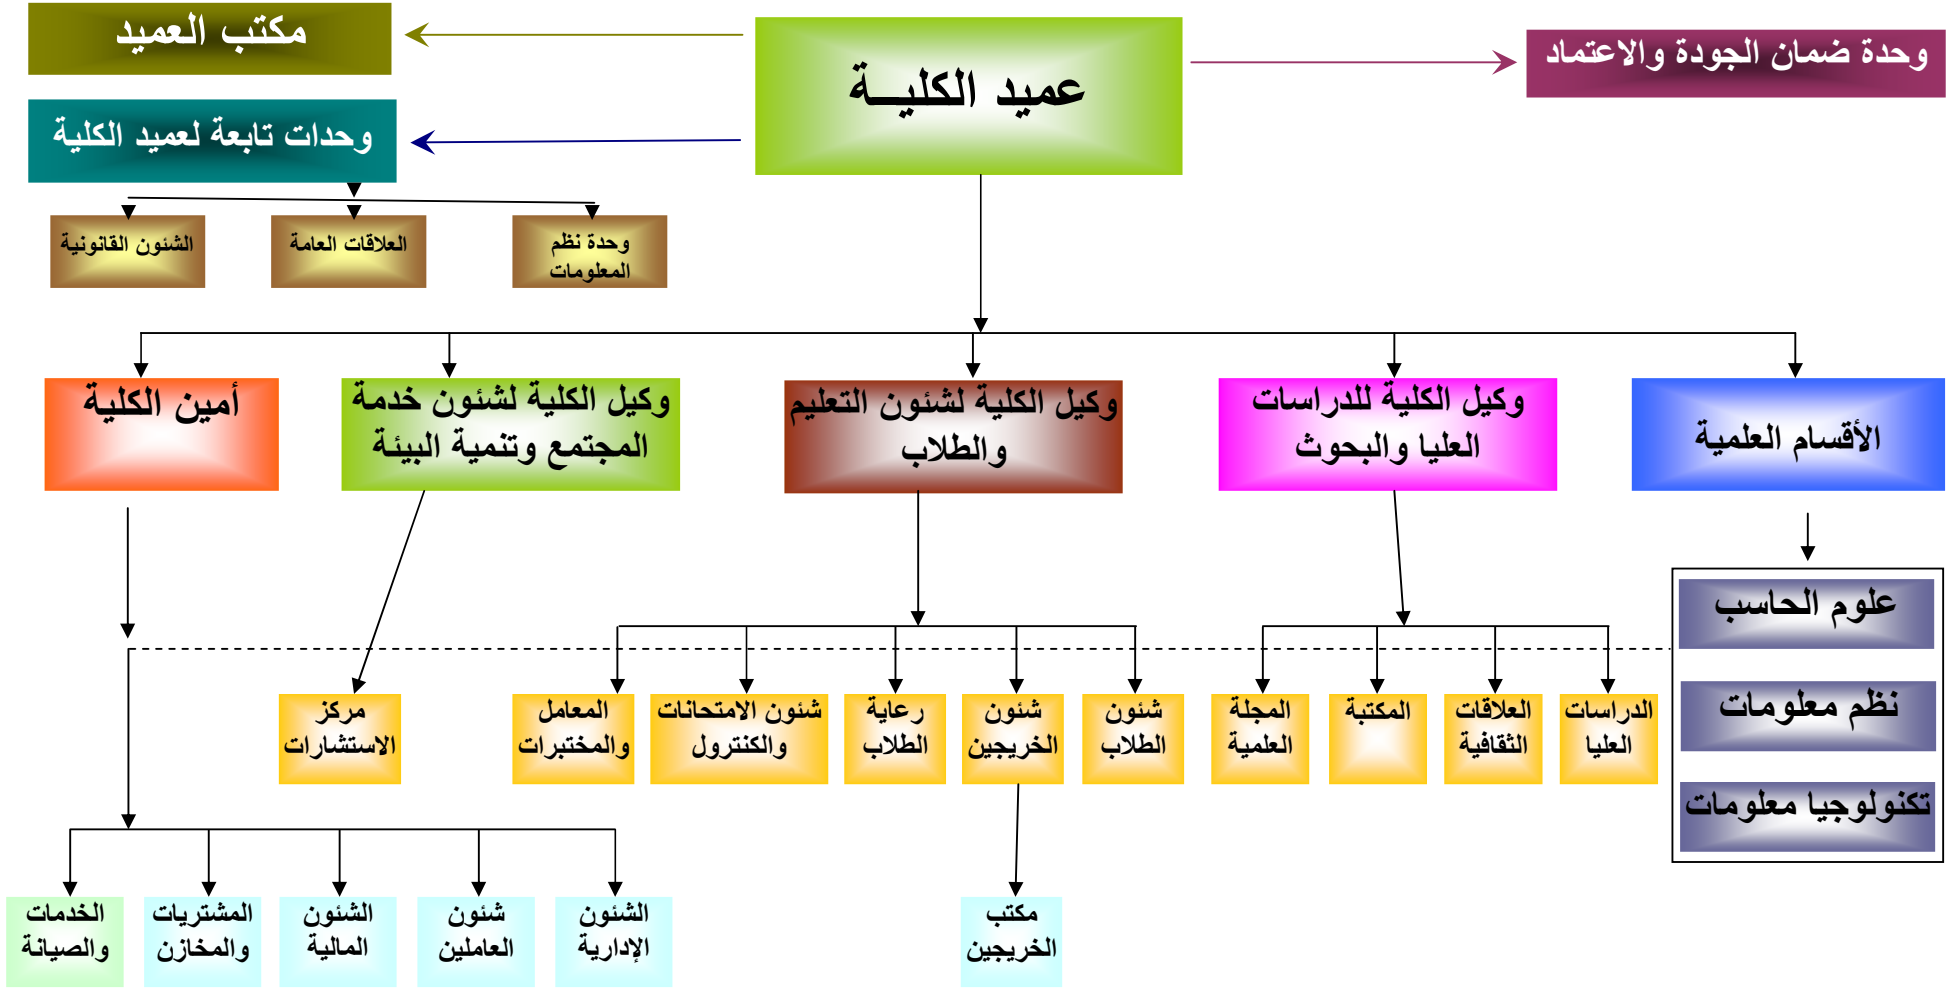 عميد الكليـــة
وحدة ضمان الجودة والاعتماد
مكتب العميد
وحدات تابعة لعميد الكلية
وحدة نظم
المعلومات
العلاقات العامة
الشئون القانونية
الأقسام العلمية
وكيل الكلية للدراسات
العليا والبحوث
وكيل الكلية لشئون التعليم
والطلاب
وكيل الكلية لشئون خدمة
المجتمع وتنمية البيئة
أمين الكلية
علوم الحاسب
نظم معلومات
تكنولوجيا معلومات
الدراسات
العليا
العلاقات
الثقافية
المكتبة
المجلة
العلمية
شئون
الطلاب
شئون
الخريجين
رعاية
الطلاب
شئون الامتحانات
والكنترول
المعامل
والمختبرات
مركز
الاستشارات
مكتب
الخريجين
الشئون
الإدارية
شئون
العاملين
الشئون
المالية
المشتريات
والمخازن
الخدمات
والصيانة